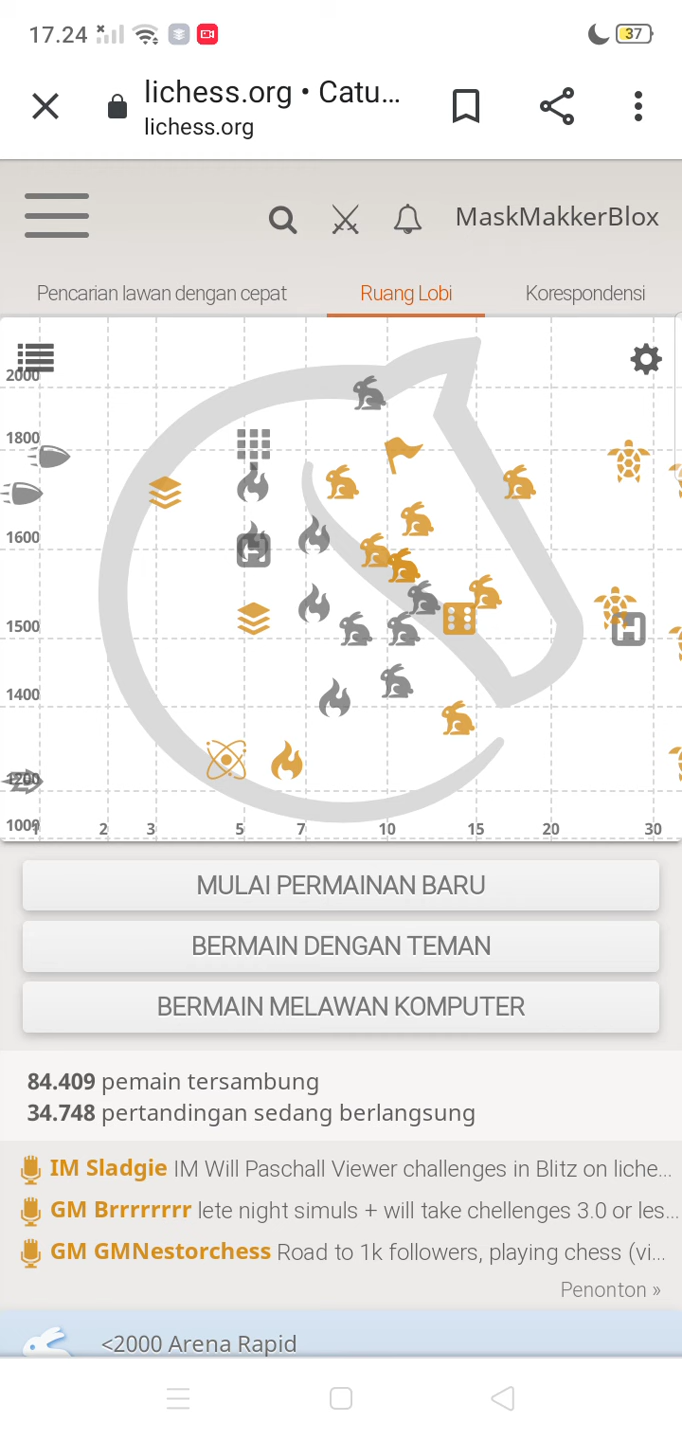 17.24
37
lichess.org • Catu...
lichess.org
MaskMakkerBlox
Pencarian lawan dengan cepat
Ruang Lobi
Korespondensi
2000
1800
1600
1500
1400
1200
1000
1 2 3 5 7 10 15 20 30
H
H
MULAI PERMAINAN BARU
BERMAIN DENGAN TEMAN
BERMAIN MELAWAN KOMPUTER
84.409 pemain tersambung
34.748 pertandingan sedang berlangsung
IM Sladgie IM Will Paschall Viewer challenges in Blitz on liche...
GM Brrrrrrrr lete night simuls + will take chellenges 3.0 or les...
GM GMNestorchess Road to 1k followers, playing chess (vi...
Penonton »
<2000 Arena Rapid